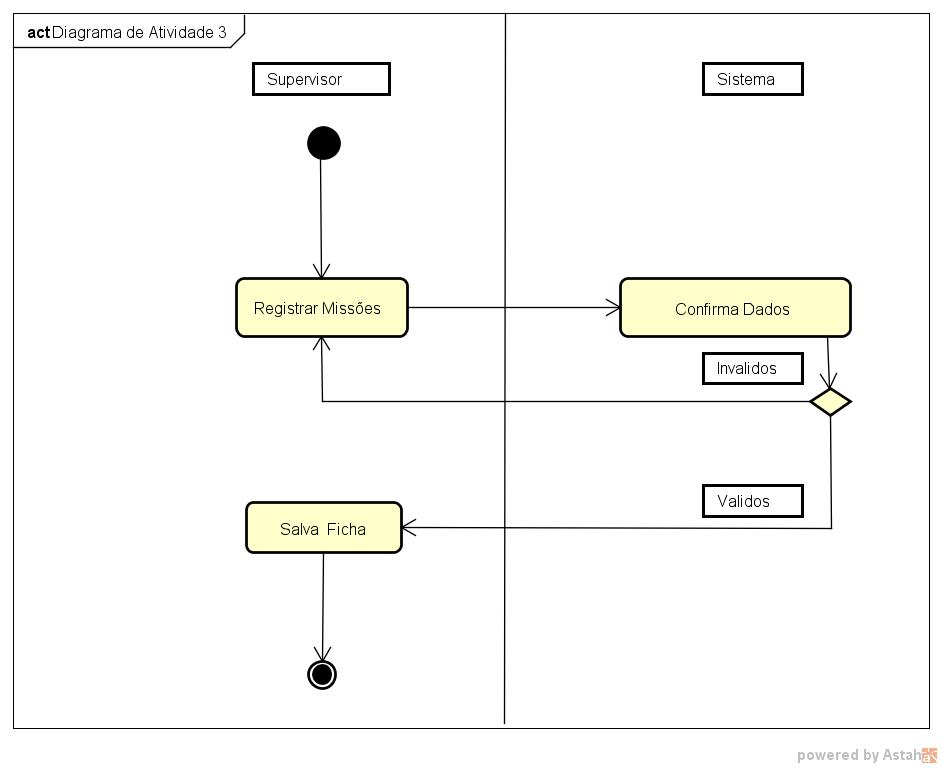 act Diagrama de Atividade 3
Supervisor
Sistema
Registrar Missões
Confirma Dados
Invalidos
Validos
Salva Ficha
powered by Astah